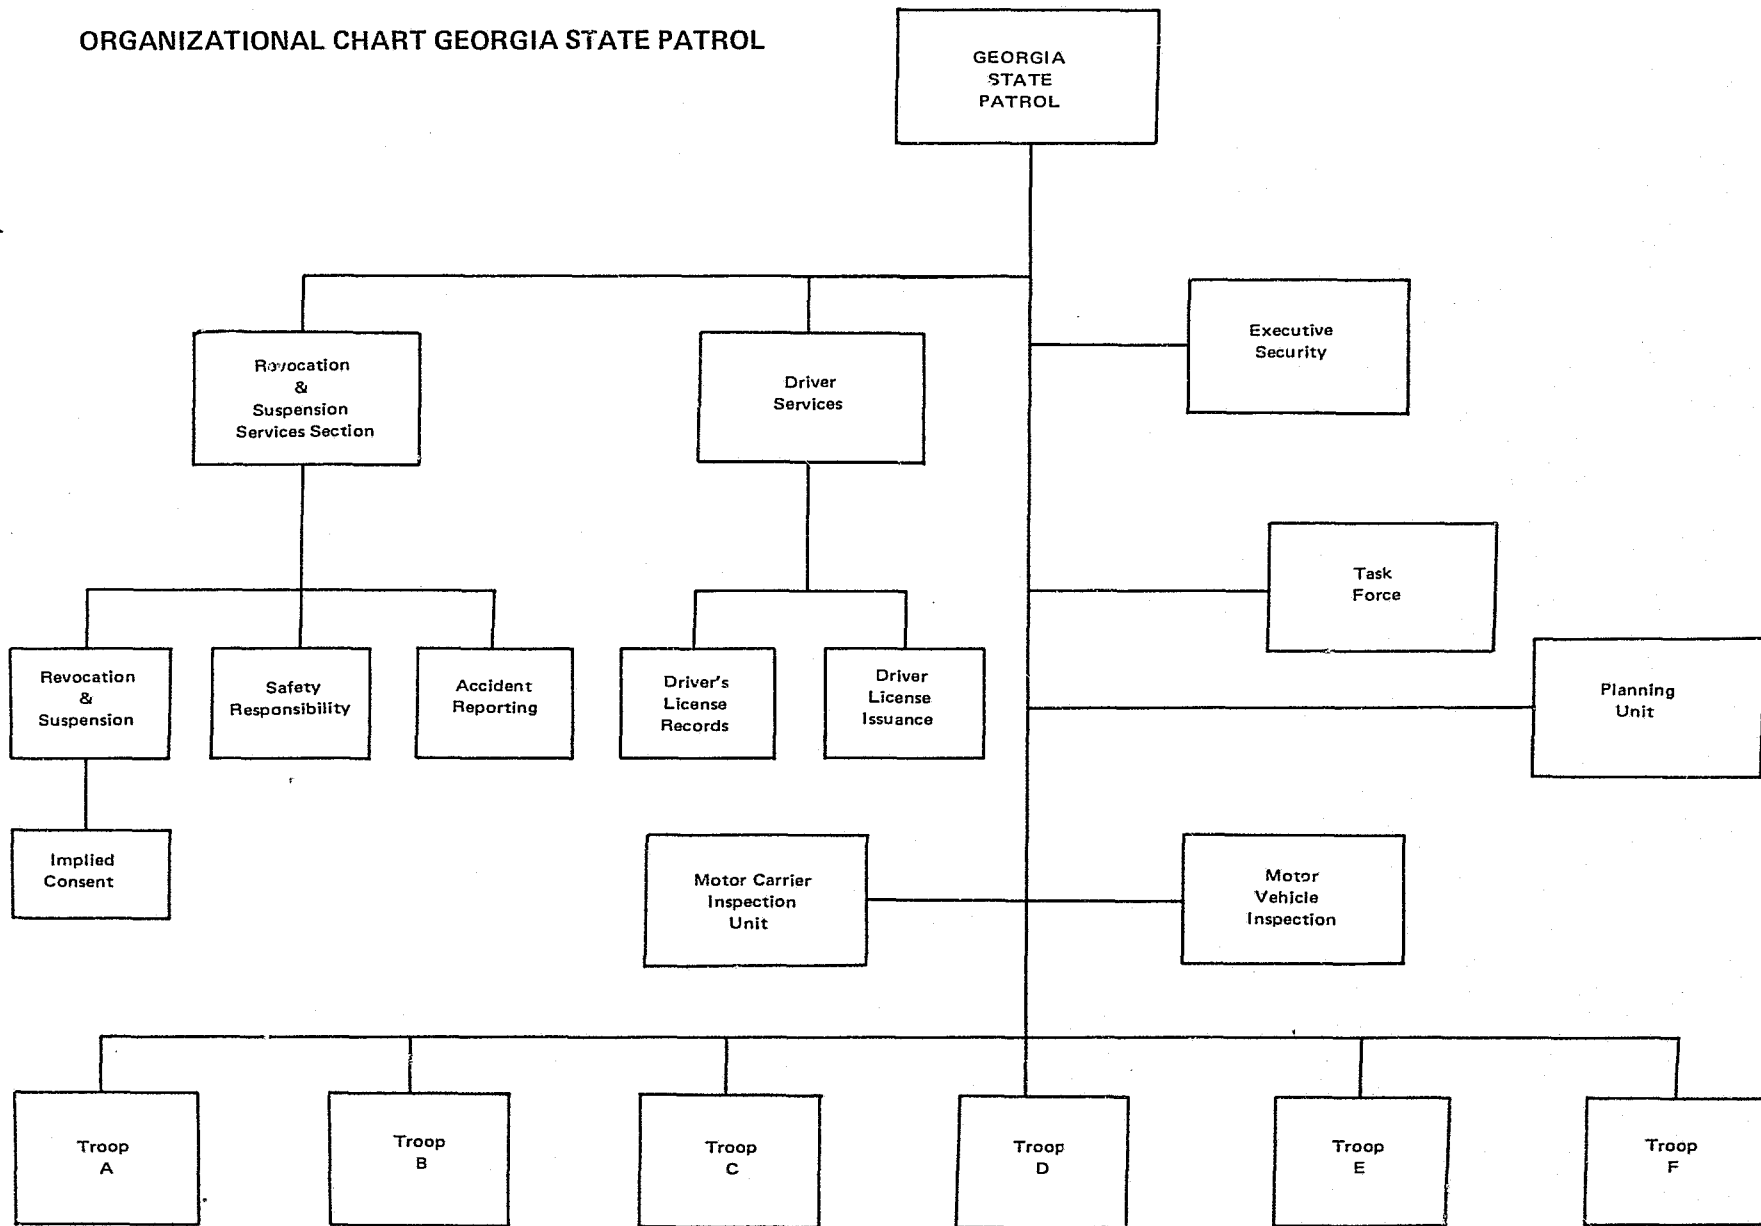 ORGANIZATIONAL CHART GEORGIA STATE PATROL
GEORGIA
STATE
PATROL
Revocation
&
Suspension
Services Section
Driver
Services
Executive
Security
Task
Force
Planning
Unit
Revocation
&
Suspension
Safety
Responsibility
Accident
Reporting
Driver's
License
Records
Driver
License
Issuance
Implied
Consent
Motor Carrier
Inspection
Unit
Motor
Vehicle
Inspection
Troop
A
Troop
B
Troop
C
Troop
D
Troop
E
Troop
F